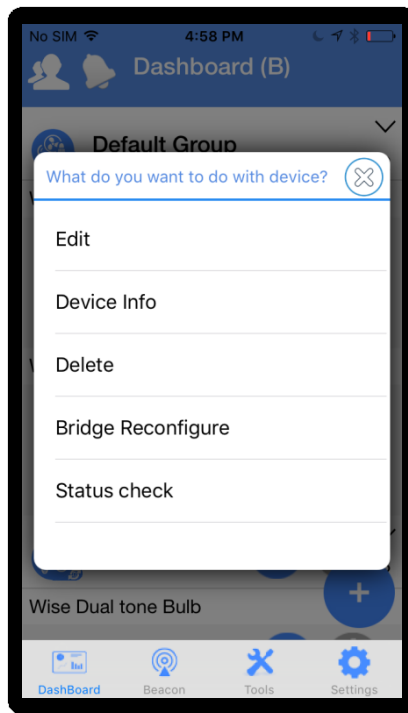 No SIM 4:58 PM
Dashboard (B)
Default Group
What do you want to do with device?
Edit
Device Info
Delete
Bridge Reconfigure
Status check
Wise Dual tone Bulb
+
DashBoard Beacon Tools Settings